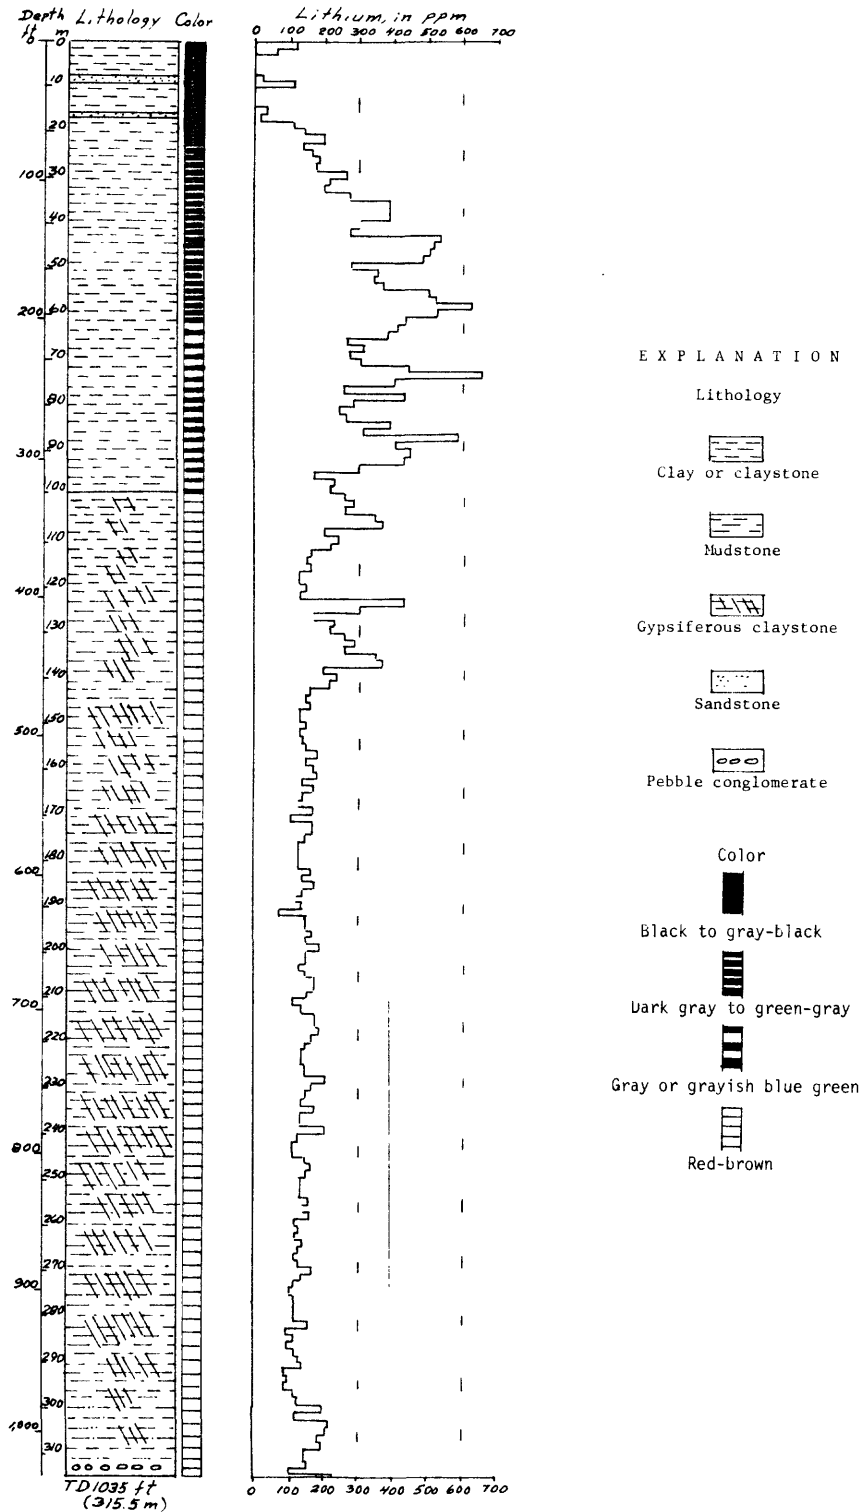 Depth Lithology Color
ft m
Lithium, in ppm
100 200 300 400 500 600 700
0 0
10
20
100 30
40
50
200 60
70
80
300 90
100
110
400 120
130
140
500 150
160
170
600 180
190
200
700 210
220
230
800 240
250
260
900 270
280
290
1,000 300
310
TD 1035 ft
(315.5 m)
0 100 200 300 400 500 600 700
EXPLANATION
Lithology
Clay or claystone
Mudstone
Gypsiferous claystone
Sandstone
Pebble conglomerate
Color
Black to gray-black
Dark gray to green-gray
Gray or grayish blue green
Red-brown